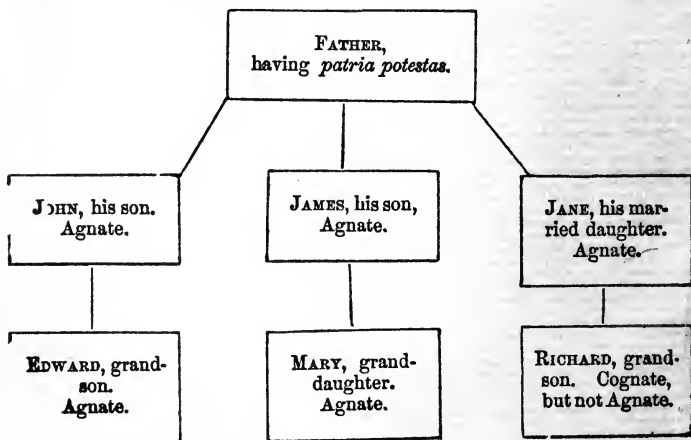 FATHER,
having patria potestas.
JOHN, his son.
Agnate.
JAMES, his son,
Agnate.
JANE, his mar-
ried daughter.
Agnate.
EDWARD, grand-
son.
Agnate.
MARY, grand-
daughter.
Agnate.
RICHARD, grand-
son. Cognate,
but not Agnate.